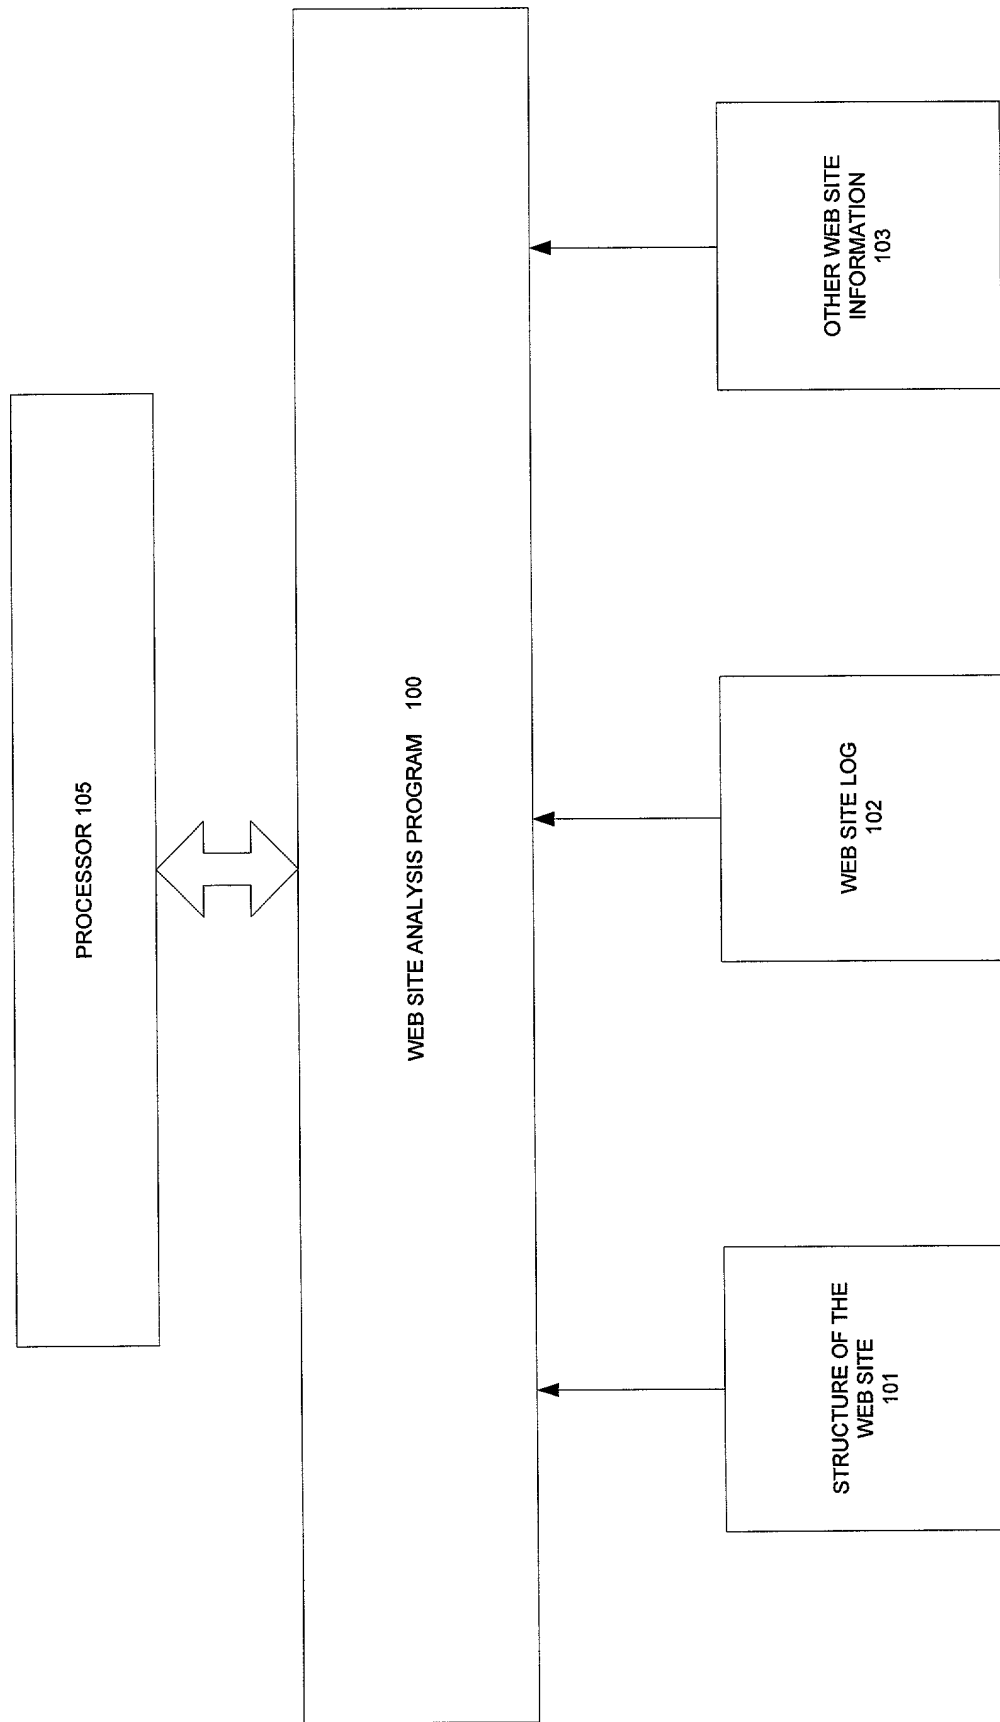 PROCESSOR 105
WEB SITE ANALYSIS PROGRAM 100
STRUCTURE OF THE
WEB SITE
101
WEB SITE LOG
102
OTHER WEB SITE
INFORMATION
103